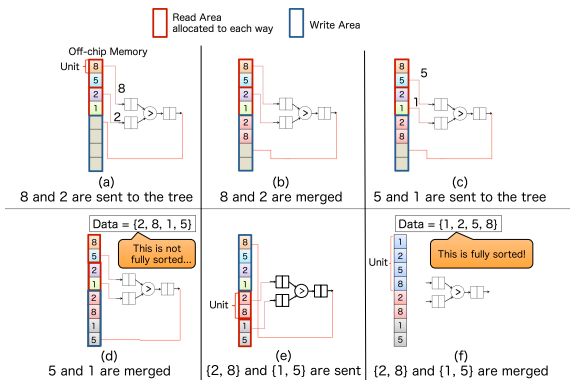 Read Area
allocated to each way
Write Area
Off-chip Memory
Unit
8
5
2
1
8
2
>
(a)
8 and 2 are sent to the tree
8
5
2
1
2
8
>
(b)
8 and 2 are merged
8
5
2
1
2
8
5
1
>
(c)
5 and 1 are sent to the tree
Data = {2, 8, 1, 5}
This is not
fully sorted...
8
5
2
1
2
8
1
5
>
(d)
5 and 1 are merged
8
5
2
1
2
8
1
5
Unit
>
(e)
{2, 8} and {1, 5} are sent
Data = {1, 2, 5, 8}
This is fully sorted!
Unit
1
2
5
8
2
8
1
5
>
(f)
{2, 8} and {1, 5} are merged